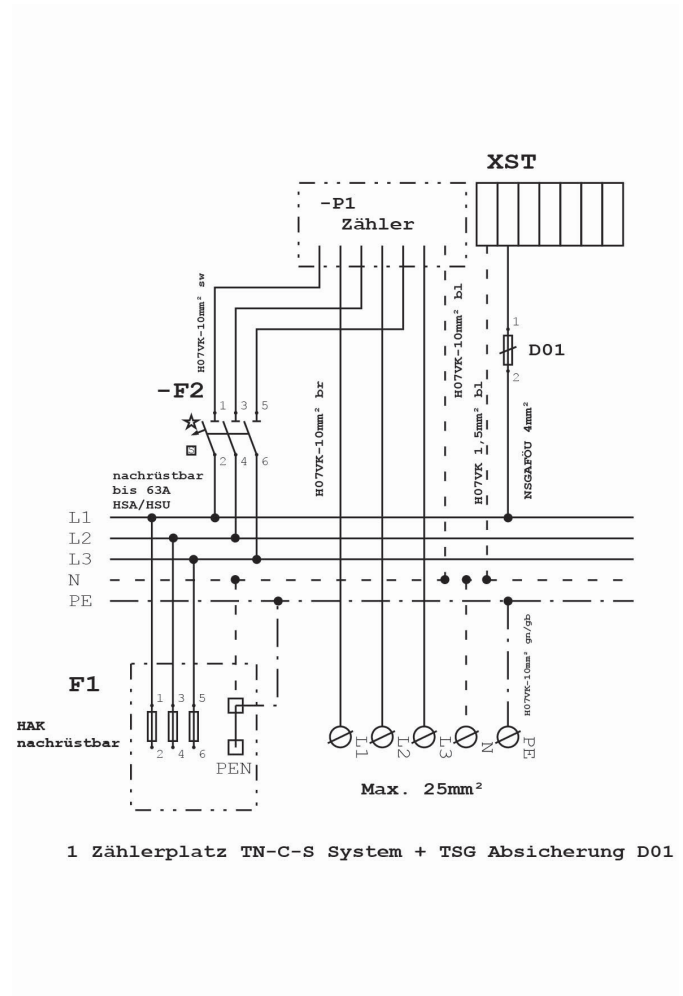 XST
-P1
Zähler
H07VK-10mm² sw
H07VK-10mm² bl
1
D01
2
-F2
1 3 5
2 4 6
H07VK-10mm² br
H07VK 1,5mm² bl
NSGAFÖU 4mm²
nachrüstbar
bis 63A
HSA/HSU
L1
L2
L3
N
PE
H07VK-10mm² gn/gb
F1
1 3 5
HAK
nachrüstbar
2 4 6
PEN
L1
L2
L3
N
PE
Max. 25mm²
1 Zählerplatz TN-C-S System + TSG Absicherung D01